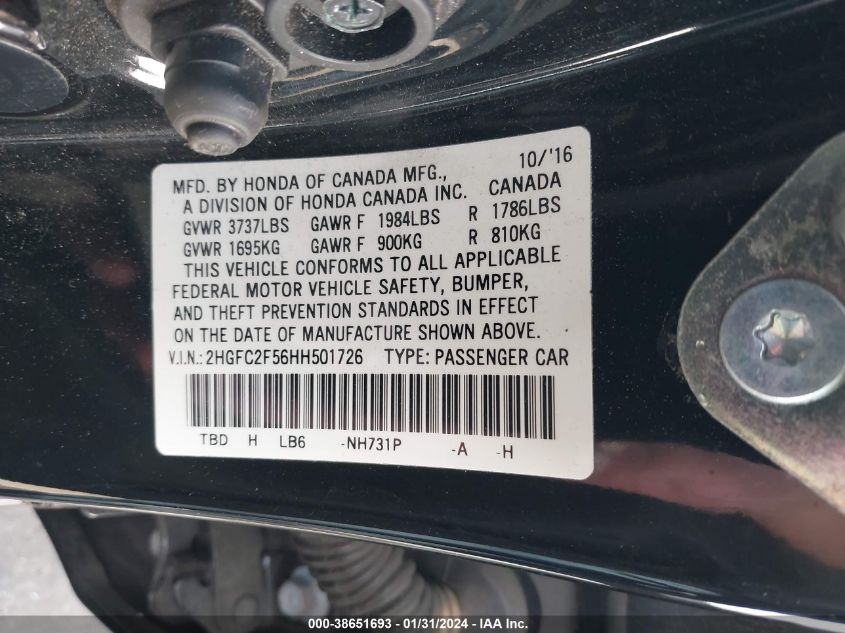 10/'16
MFD. BY HONDA OF CANADA MFG.,
A DIVISION OF HONDA CANADA INC. CANADA
GVWR 3737LBS GAWR F 1984LBS R 1786LBS
GVWR 1695KG GAWR F 900KG R 810KG
THIS VEHICLE CONFORMS TO ALL APPLICABLE
FEDERAL MOTOR VEHICLE SAFETY, BUMPER,
AND THEFT PREVENTION STANDARDS IN EFFECT
ON THE DATE OF MANUFACTURE SHOWN ABOVE.
V.I.N.: 2HGFC2F56HH501726 TYPE: PASSENGER CAR
TBD H LB6 -NH731P -A -H
000-38651693 - 01/31/2024 - IAA Inc.